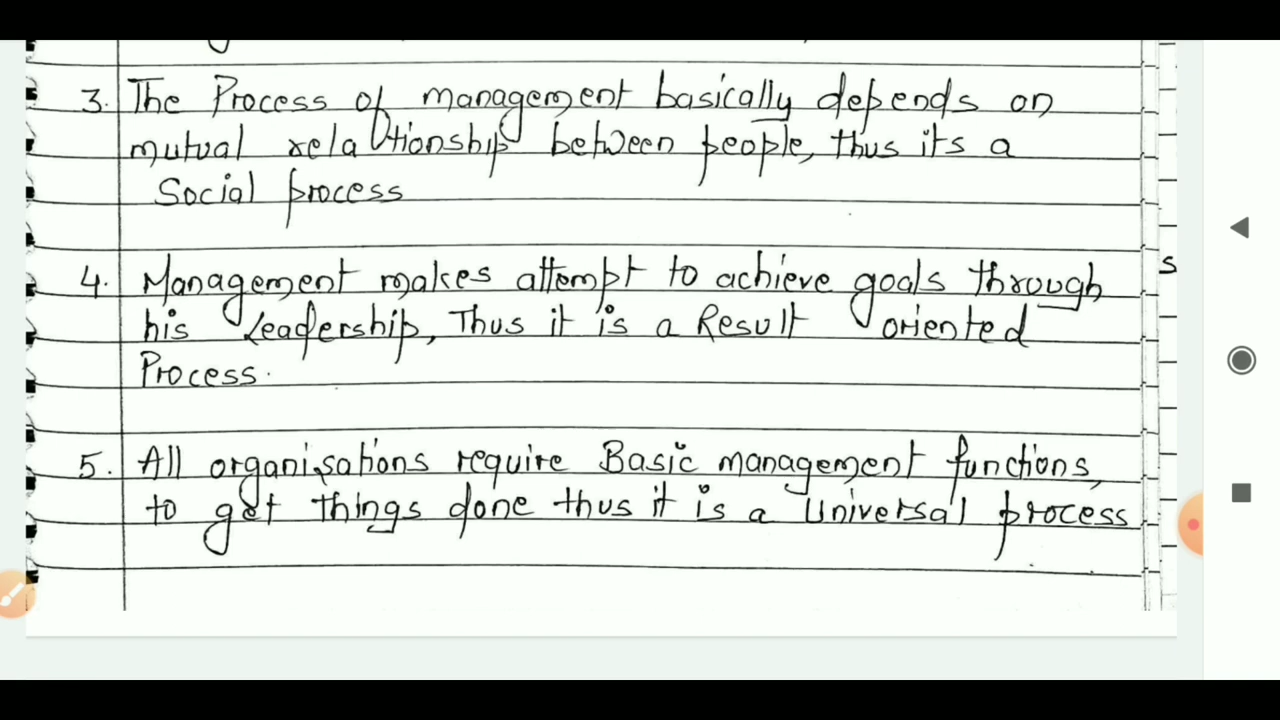 3. The Process of management basically depends on
mutual relationship between people, thus its a
Social process
4. Management makes attempt to achieve goals through
his Leadership, Thus it is a Result oriented
Process.
5. All organisations require Basic management functions,
to get things done thus it is a Universal process
s